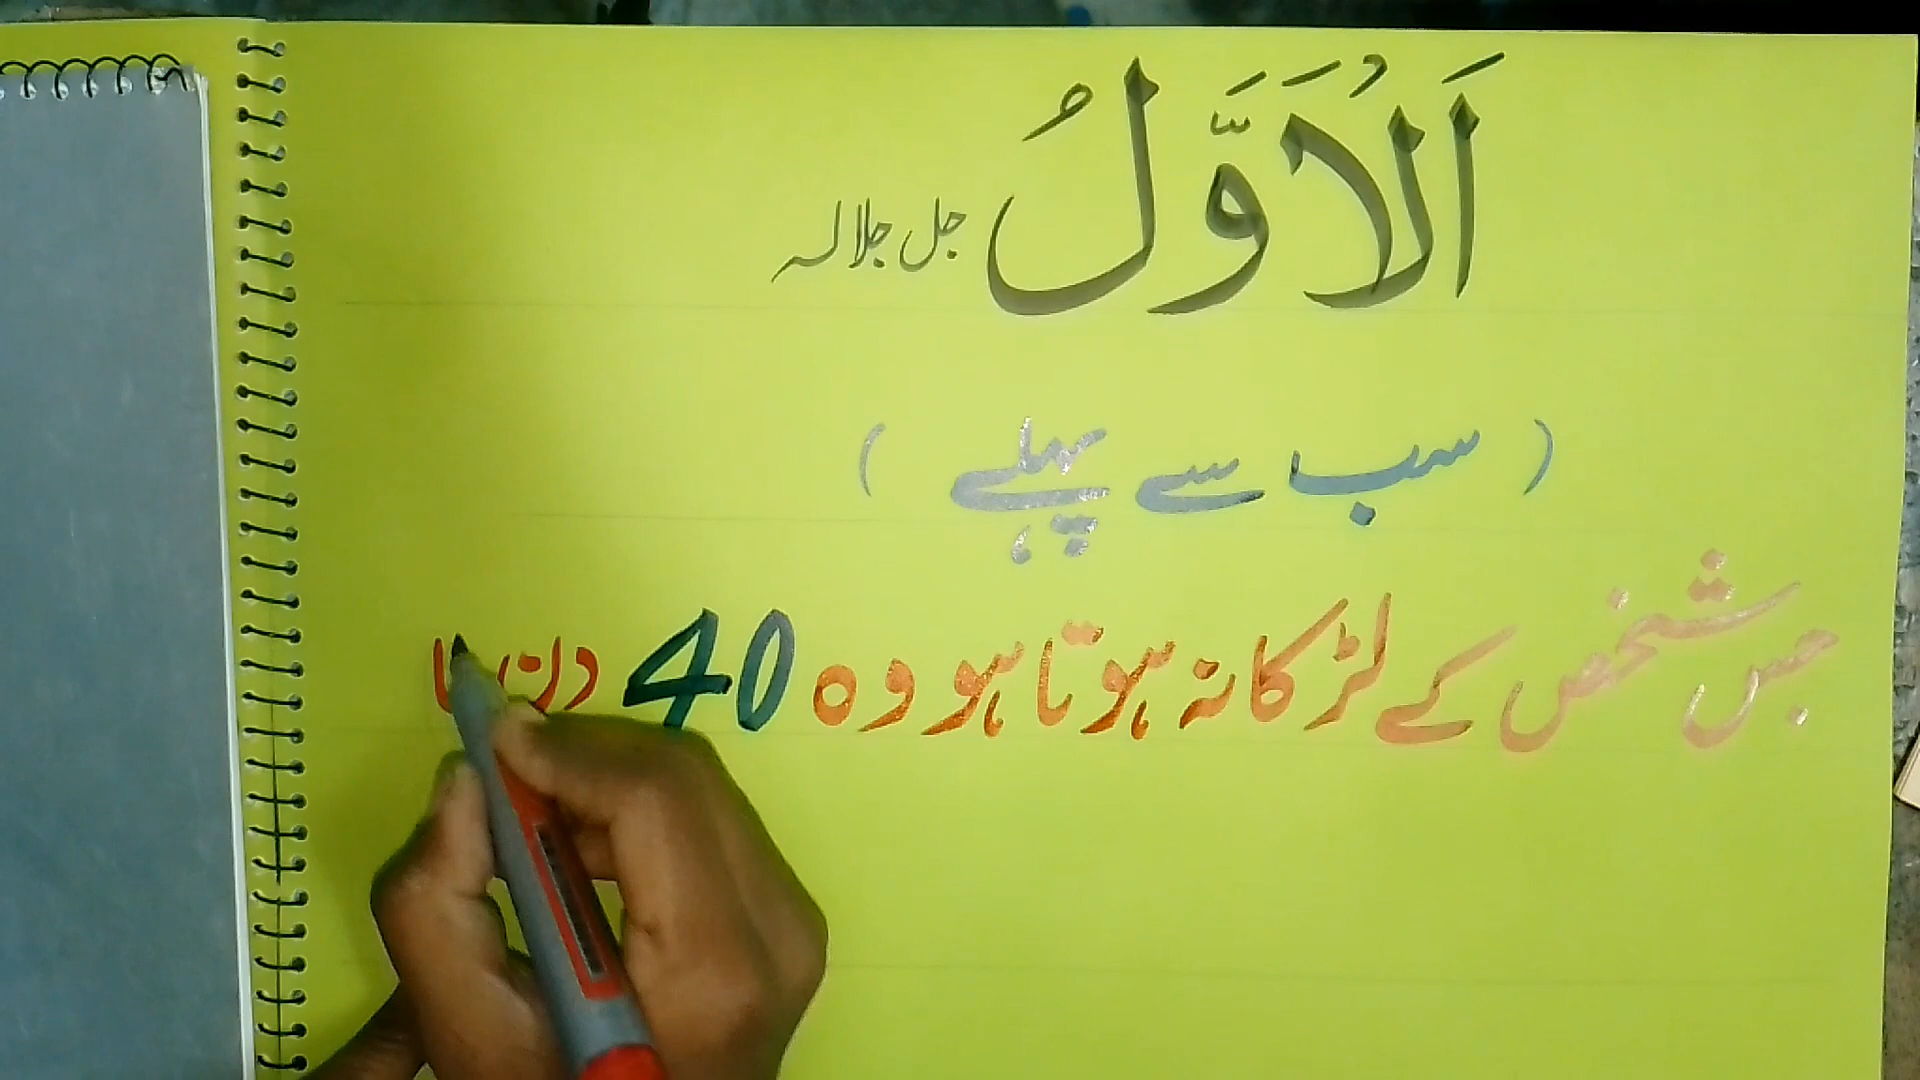 اَلْاَوَّلُ جل جلالہ
( سب سے پہلے )
جس شخص کے لڑکا نہ ہوتا ہو وہ 40 دن